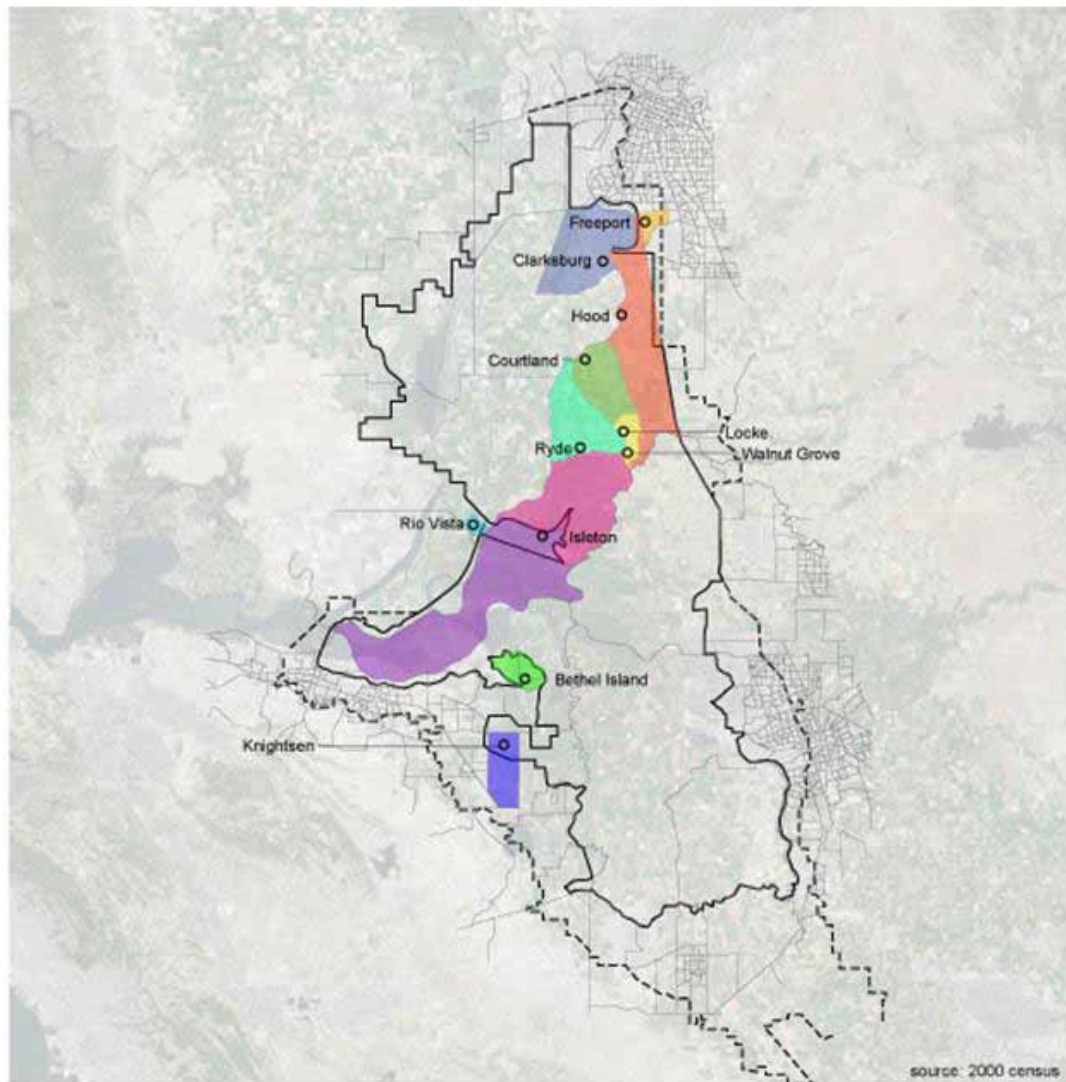 Freeport
Clarksburg
Hood
Courtland
Locke
Ryde
Walnut Grove
Rio Vista
Isleton
Bethel Island
Knightsen
source: 2000 census